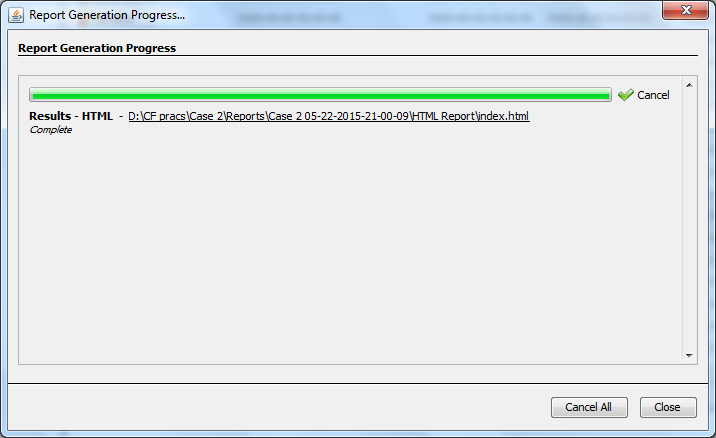 Report Generation Progress...
Report Generation Progress
Cancel
Results - HTML - D:\CF pracs\Case 2\Reports\Case 2 05-22-2015-21-00-09\HTML Report\index.html
Complete
Cancel All Close